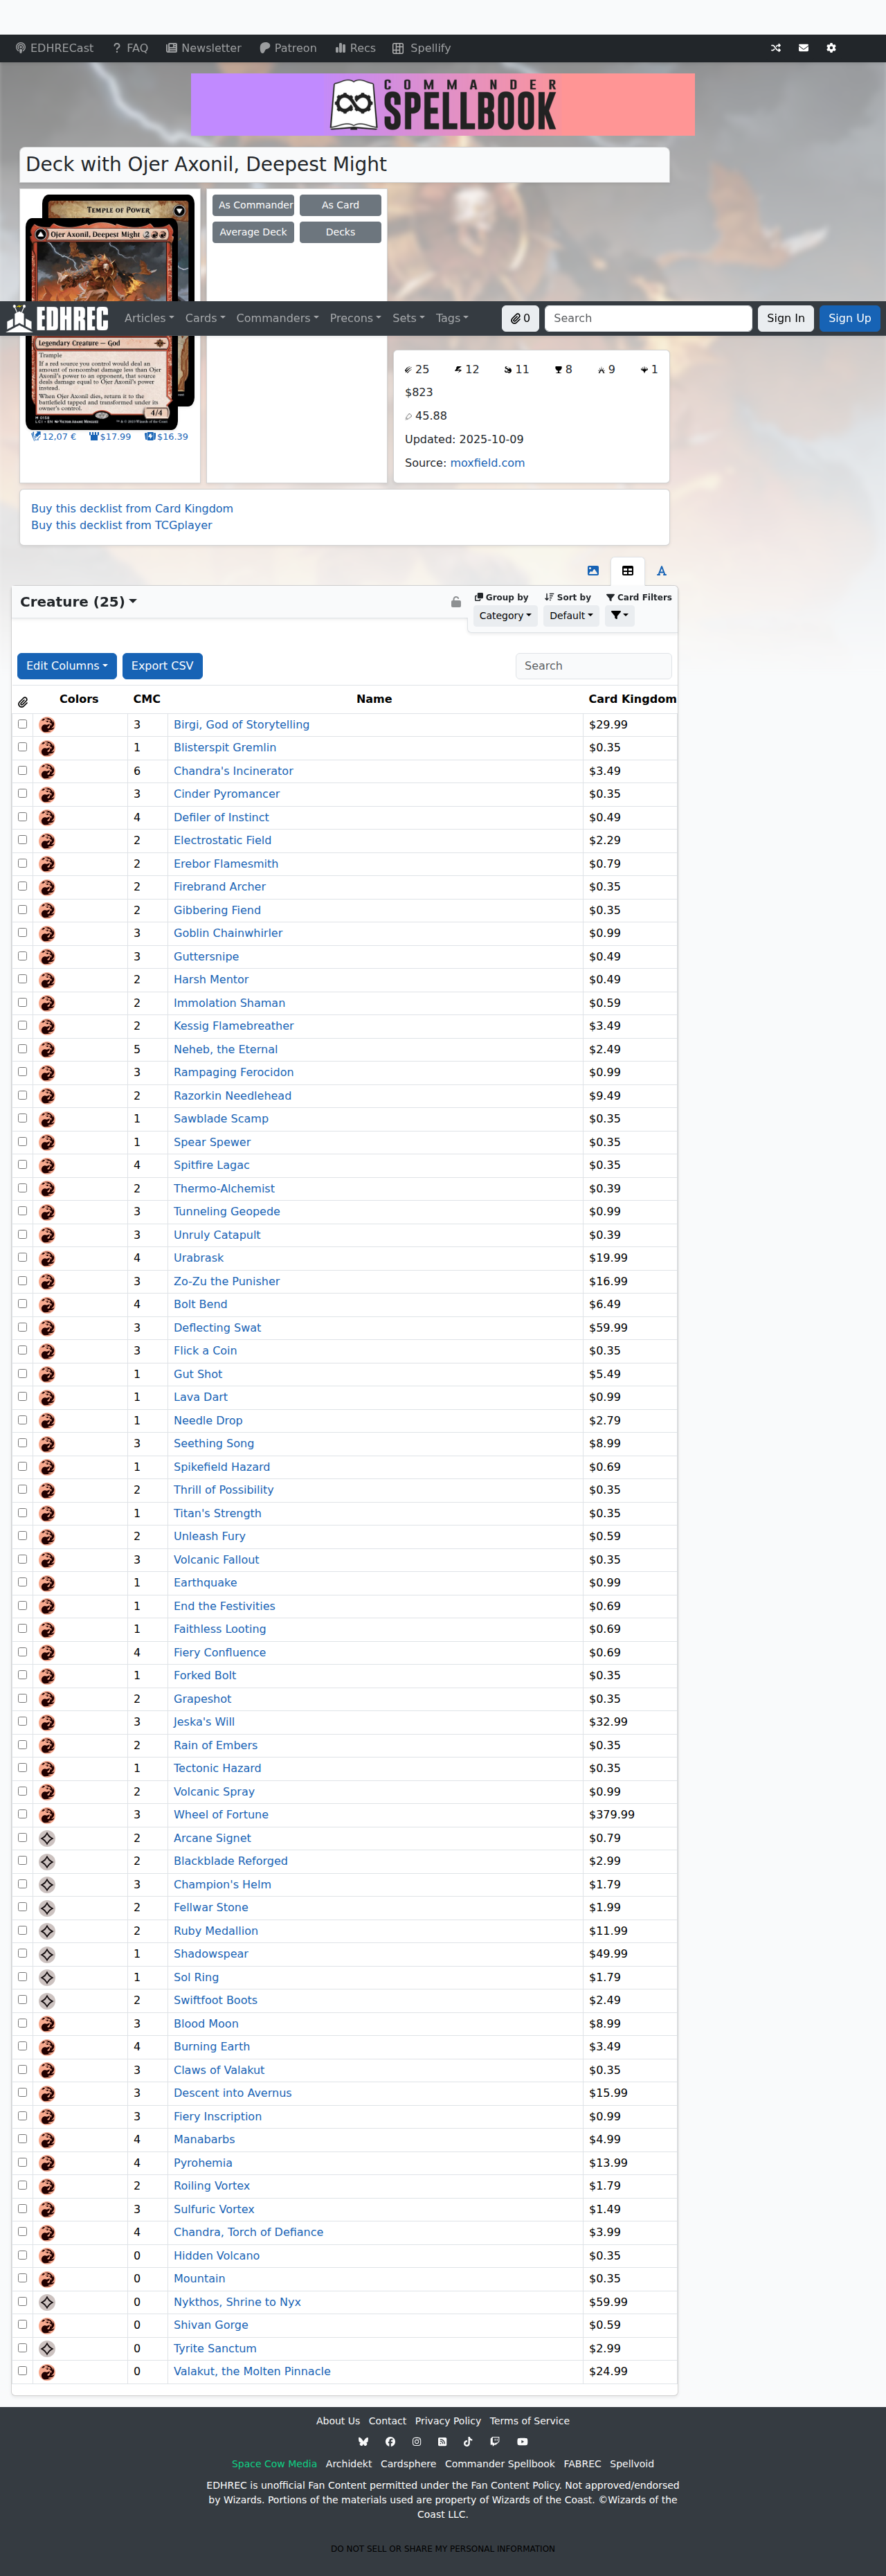 EDHRECast FAQ Newsletter Patreon Recs Spellify
COMMANDER
SPELLBOOK
Deck with Ojer Axonil, Deepest Might
TEMPLE OF POWER
Ojer Axonil, Deepest Might
As Commander As Card
Average Deck Decks
EDHREC Articles Cards Commanders Precons Sets Tags 0 Search Sign In Sign Up
Legendary Creature — God
Trample
If a red source you control would deal an
amount of noncombat damage less than Ojer
Axonil's power to an opponent, that source
deals damage equal to Ojer Axonil's power
instead.
When Ojer Axonil dies, return it to the
battlefield tapped and transformed under its
owner's control.
4/4
12,07 € $17.99 $16.39
25 12 11 8 9 1
$823
45.88
Updated: 2025-10-09
Source: moxfield.com
Buy this decklist from Card Kingdom
Buy this decklist from TCGplayer
Creature (25)
Group by Sort by Card Filters
Category Default
Edit Columns Export CSV Search
Colors CMC Name Card Kingdom
3 Birgi, God of Storytelling $29.99
1 Blisterspit Gremlin $0.35
6 Chandra's Incinerator $3.49
3 Cinder Pyromancer $0.35
4 Defiler of Instinct $0.49
2 Electrostatic Field $2.29
2 Erebor Flamesmith $0.79
2 Firebrand Archer $0.35
2 Gibbering Fiend $0.35
3 Goblin Chainwhirler $0.99
3 Guttersnipe $0.49
2 Harsh Mentor $0.49
2 Immolation Shaman $0.59
2 Kessig Flamebreather $3.49
5 Neheb, the Eternal $2.49
3 Rampaging Ferocidon $0.99
2 Razorkin Needlehead $9.49
1 Sawblade Scamp $0.35
1 Spear Spewer $0.35
4 Spitfire Lagac $0.35
2 Thermo-Alchemist $0.39
3 Tunneling Geopede $0.99
3 Unruly Catapult $0.39
4 Urabrask $19.99
3 Zo-Zu the Punisher $16.99
4 Bolt Bend $6.49
3 Deflecting Swat $59.99
3 Flick a Coin $0.35
1 Gut Shot $5.49
1 Lava Dart $0.99
1 Needle Drop $2.79
3 Seething Song $8.99
1 Spikefield Hazard $0.69
2 Thrill of Possibility $0.35
1 Titan's Strength $0.35
2 Unleash Fury $0.59
3 Volcanic Fallout $0.35
1 Earthquake $0.99
1 End the Festivities $0.69
1 Faithless Looting $0.69
4 Fiery Confluence $0.69
1 Forked Bolt $0.35
2 Grapeshot $0.35
3 Jeska's Will $32.99
2 Rain of Embers $0.35
1 Tectonic Hazard $0.35
2 Volcanic Spray $0.99
3 Wheel of Fortune $379.99
2 Arcane Signet $0.79
2 Blackblade Reforged $2.99
3 Champion's Helm $1.79
2 Fellwar Stone $1.99
2 Ruby Medallion $11.99
1 Shadowspear $49.99
1 Sol Ring $1.79
2 Swiftfoot Boots $2.49
3 Blood Moon $8.99
4 Burning Earth $3.49
3 Claws of Valakut $0.35
3 Descent into Avernus $15.99
3 Fiery Inscription $0.99
4 Manabarbs $4.99
4 Pyrohemia $13.99
2 Roiling Vortex $1.79
3 Sulfuric Vortex $1.49
4 Chandra, Torch of Defiance $3.99
0 Hidden Volcano $0.35
0 Mountain $0.35
0 Nykthos, Shrine to Nyx $59.99
0 Shivan Gorge $0.59
0 Tyrite Sanctum $2.99
0 Valakut, the Molten Pinnacle $24.99
About Us Contact Privacy Policy Terms of Service
Space Cow Media Archidekt Cardsphere Commander Spellbook FABREC Spellvoid
EDHREC is unofficial Fan Content permitted under the Fan Content Policy. Not approved/endorsed
by Wizards. Portions of the materials used are property of Wizards of the Coast. ©Wizards of the
Coast LLC.
DO NOT SELL OR SHARE MY PERSONAL INFORMATION